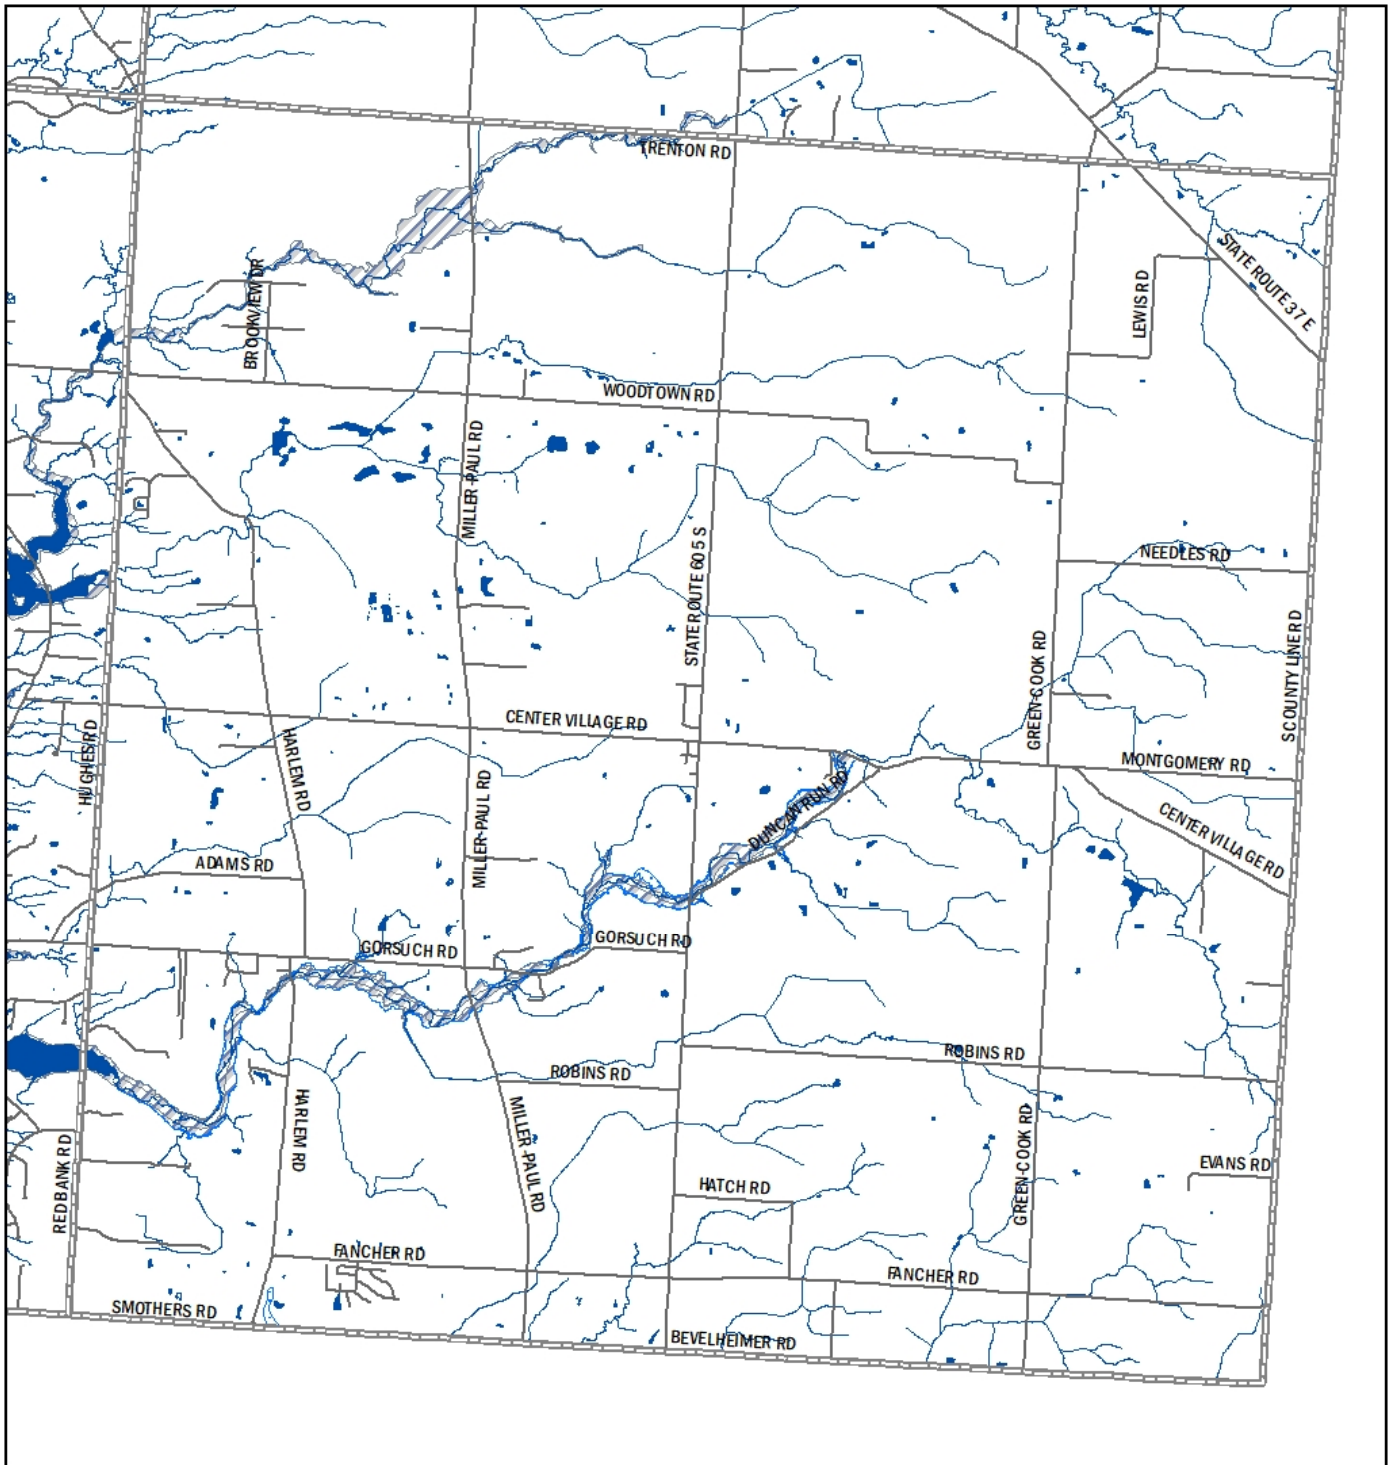 TRENTON RD
STATE ROUTE 37 E
BROOKVIEW DR
LEWIS RD
WOODTOWN RD
MILLER-PAUL RD
STATE ROUTE 605 S
NEEDLES RD
GREEN-COOK RD
S COUNTY LINE RD
CENTER VILLAGE RD
HUGHES RD
HARLEM RD
MONTGOMERY RD
MILLER-PAUL RD
DUNCAN RUN RD
CENTER VILLAGE RD
ADAMS RD
GORSUCH RD
GORSUCH RD
ROBINS RD
ROBINS RD
HARLEM RD
MILLER-PAUL RD
GREEN-COOK RD
REDBANK RD
EVANS RD
HATCH RD
FANCHER RD
FANCHER RD
SMOTHERS RD
BEVELHEIMER RD